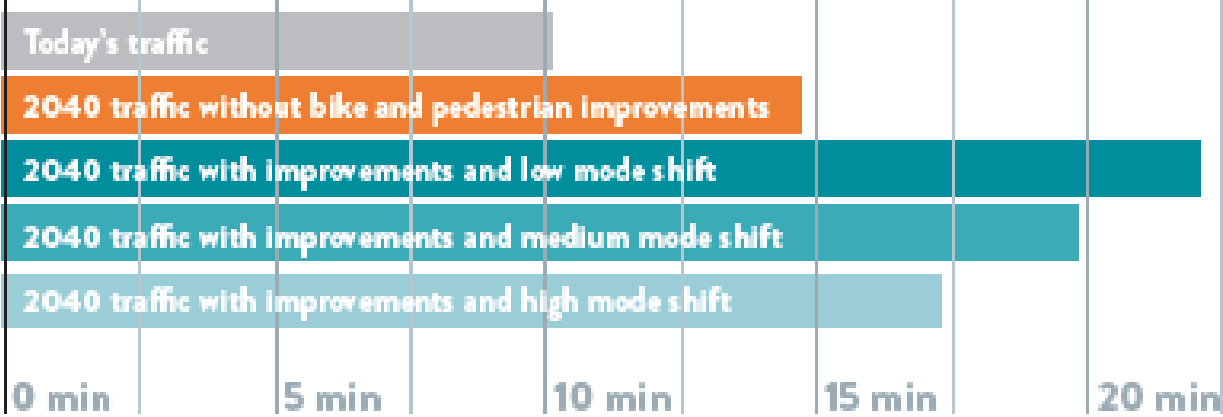 Today's traffic
2040 traffic without bike and pedestrian improvements
2040 traffic with improvements and low mode shift
2040 traffic with improvements and medium mode shift
2040 traffic with improvements and high mode shift
0 min 5 min 10 min 15 min 20 min